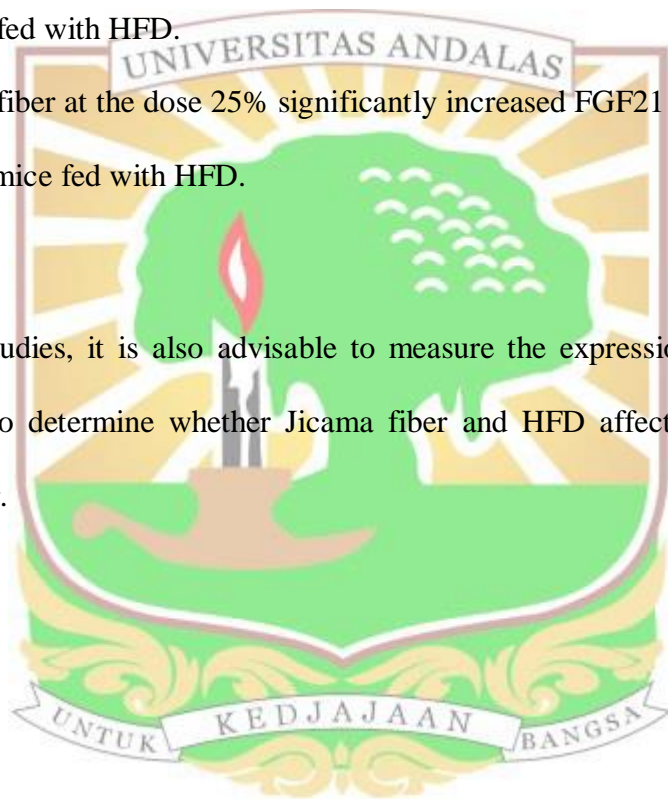 fed with HFD.
UNIVERSITAS ANDALAS
fiber at the dose 25% significantly increased FGF21
mice fed with HFD.
udies, it is also advisable to measure the expressio
o determine whether Jicama fiber and HFD affect
.
UNTUK KEDJAJAAN BANGSA